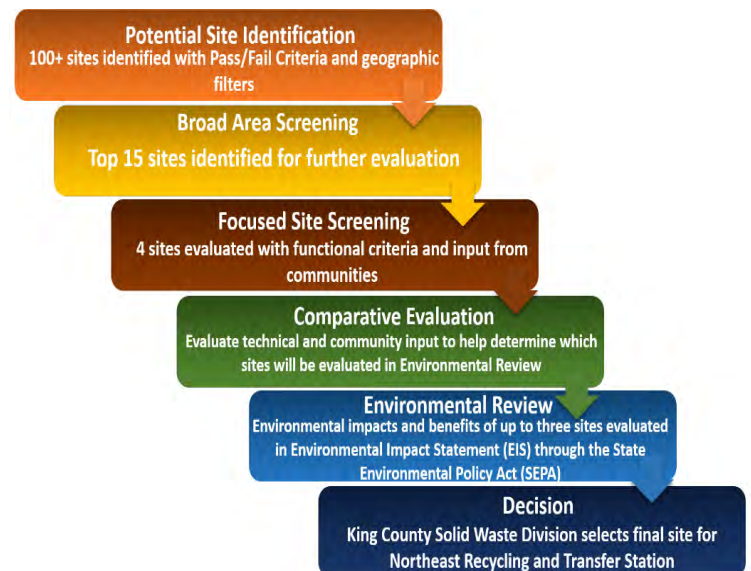 Potential Site Identification
100+ sites identified with Pass/Fail Criteria and geographic
filters
Broad Area Screening
Top 15 sites identified for further evaluation
Focused Site Screening
4 sites evaluated with functional criteria and input from
communities
Comparative Evaluation
Evaluate technical and community input to help determine which
sites will be evaluated in Environmental Review
Environmental Review
Environmental impacts and benefits of up to three sites evaluated
in Environmental Impact Statement (EIS) through the State
Environmental Policy Act (SEPA)
Decision
King County Solid Waste Division selects final site for
Northeast Recycling and Transfer Station